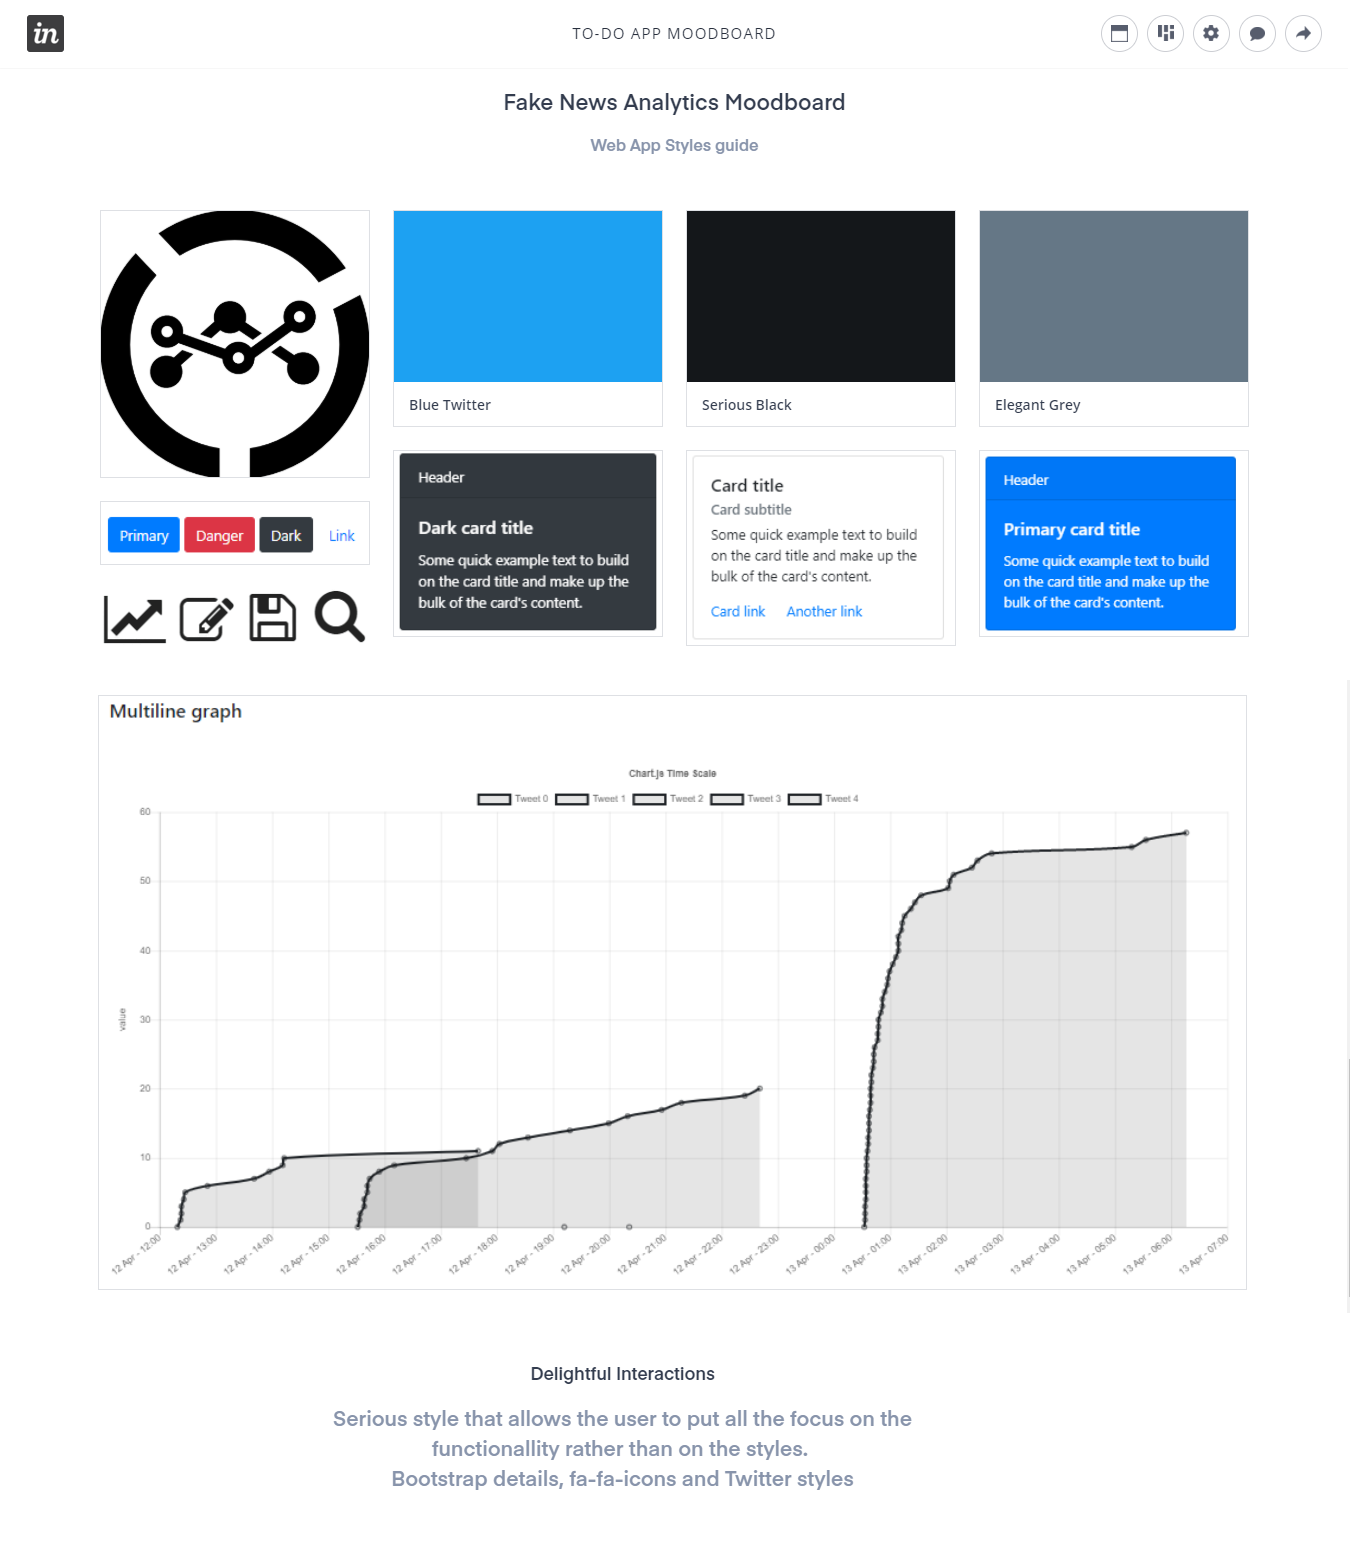 in
TO-DO APP MOODBOARD
Fake News Analytics Moodboard
Web App Styles guide
Blue Twitter
Serious Black
Elegant Grey
Primary
Danger
Dark
Link
Header
Dark card title
Some quick example text to build
on the card title and make up the
bulk of the card's content.
Card title
Card subtitle
Some quick example text to build
on the card title and make up the
bulk of the card's content.
Card link Another link
Header
Primary card title
Some quick example text to build
on the card title and make up the
bulk of the card's content.
Multiline graph
Chart.js Time Scale
Tweet 0 Tweet 1 Tweet 2 Tweet 3 Tweet 4
60
50
40
30
20
10
0
value
12 Apr - 12:00
12 Apr - 13:00
12 Apr - 14:00
12 Apr - 15:00
12 Apr - 16:00
12 Apr - 17:00
12 Apr - 18:00
12 Apr - 19:00
12 Apr - 20:00
12 Apr - 21:00
12 Apr - 22:00
12 Apr - 23:00
13 Apr - 00:00
13 Apr - 01:00
13 Apr - 02:00
13 Apr - 03:00
13 Apr - 04:00
13 Apr - 05:00
13 Apr - 06:00
13 Apr - 07:00
Delightful Interactions
Serious style that allows the user to put all the focus on the
functionallity rather than on the styles.
Bootstrap details, fa-fa-icons and Twitter styles